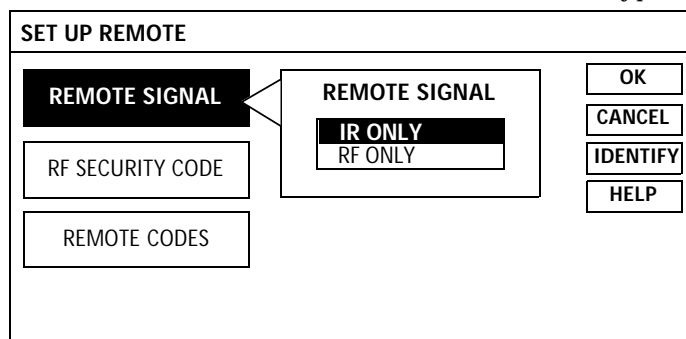 SET UP REMOTE
REMOTE SIGNAL
RF SECURITY CODE
REMOTE CODES
REMOTE SIGNAL
IR ONLY
RF ONLY
OK
CANCEL
IDENTIFY
HELP